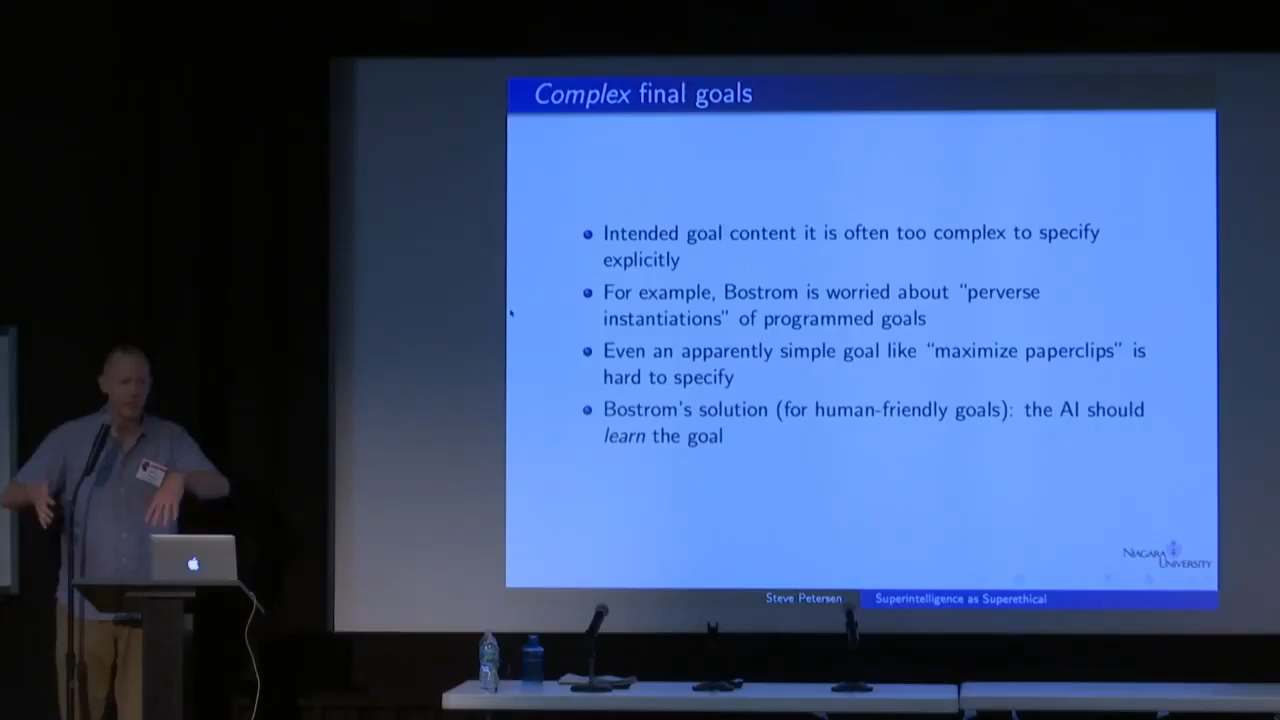 Complex final goals
Intended goal content it is often too complex to specify
explicitly
For example, Bostrom is worried about “perverse
instantiations” of programmed goals
Even an apparently simple goal like “maximize paperclips” is
hard to specify
Bostrom's solution (for human-friendly goals): the AI should
learn the goal
NIAGARA
UNIVERSITY
Steve Petersen
Superintelligence as Superethical